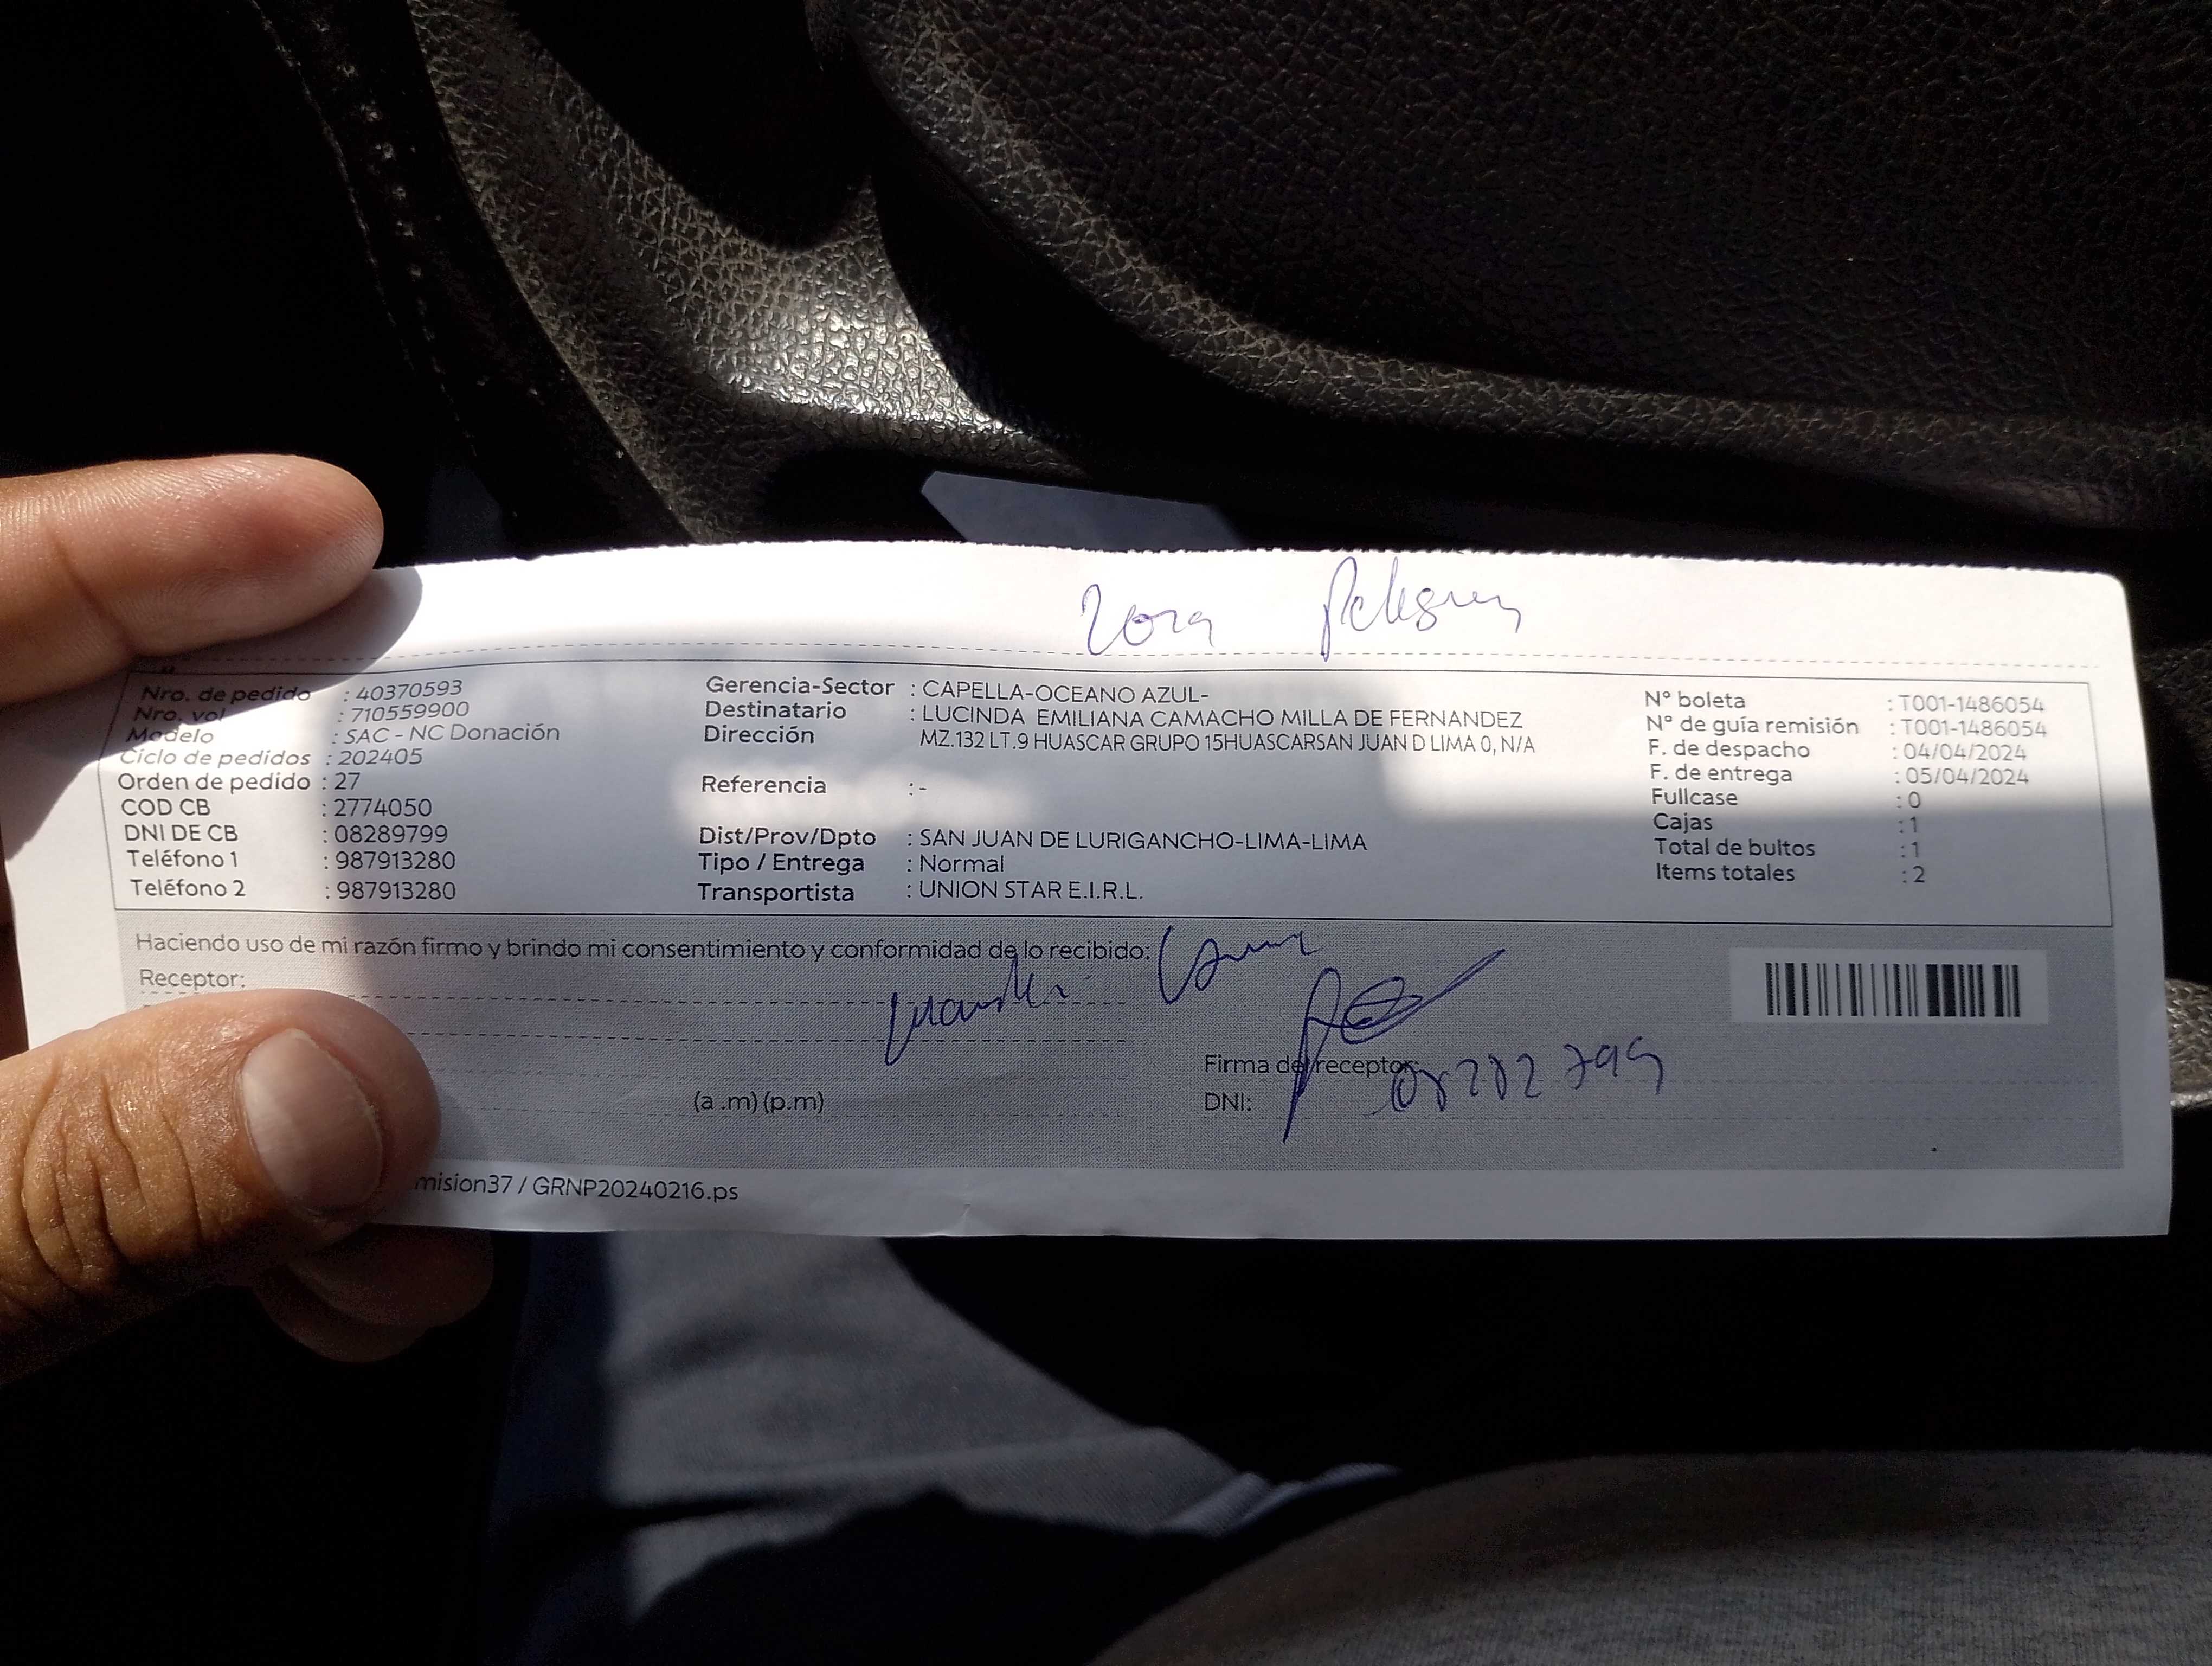 Zona Peligrosa
Nro. de pedido : 40370593
Nro. vol : 710559900
Modelo : SAC - NC Donación
Ciclo de pedidos : 202405
Orden de pedido : 27
COD CB : 2774050
DNI DE CB : 08289799
Teléfono 1 : 987913280
Teléfono 2 : 987913280
Gerencia-Sector : CAPELLA-OCEANO AZUL-
Destinatario : LUCINDA EMILIANA CAMACHO MILLA DE FERNANDEZ
Dirección MZ.132 LT.9 HUASCAR GRUPO 15HUASCARSAN JUAN D LIMA 0, N/A
Referencia : -
Dist/Prov/Dpto : SAN JUAN DE LURIGANCHO-LIMA-LIMA
Tipo / Entrega : Normal
Transportista : UNION STAR E.I.R.L.
N° boleta : T001-1486054
N° de guía remisión : T001-1486054
F. de despacho : 04/04/2024
F. de entrega : 05/04/2024
Fullcase : 0
Cajas : 1
Total de bultos : 1
Items totales : 2
Haciendo uso de mi razón firmo y brindo mi consentimiento y conformidad de lo recibido:
Receptor:
(a .m) (p.m)
Firma del receptor:
DNI:
mision37 / GRNP20240216.ps